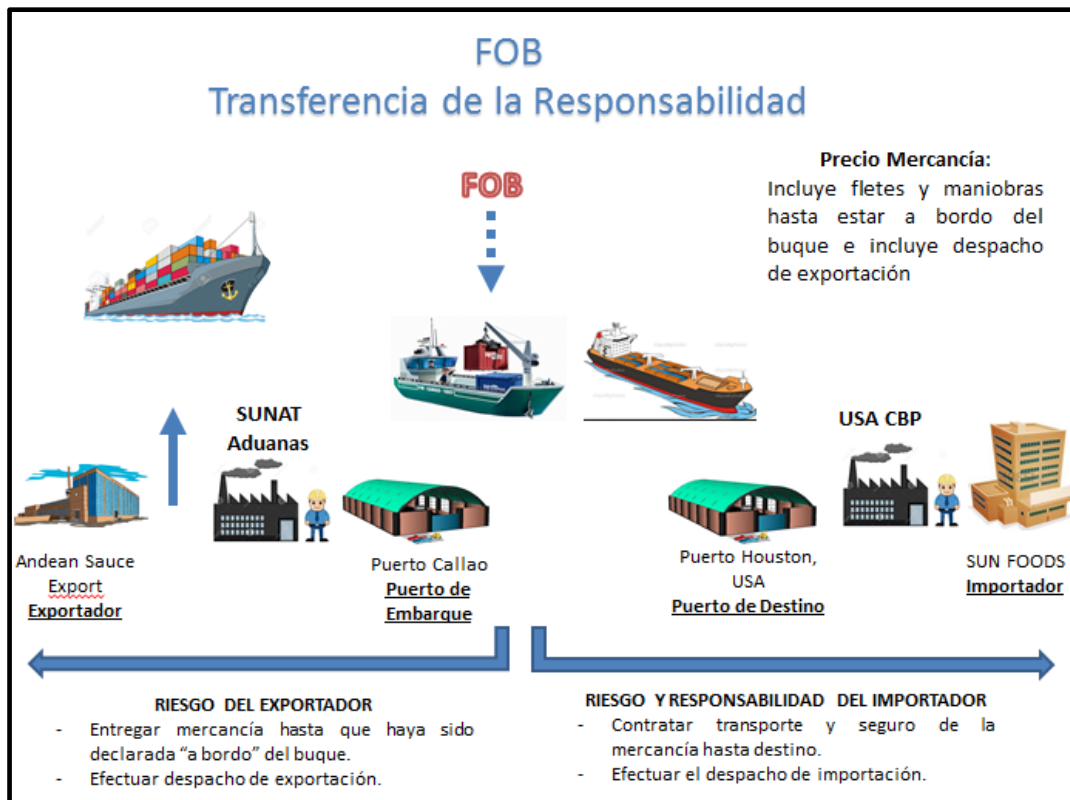 FOB
Transferencia de la Responsabilidad
FOB
Precio Mercancía:
Incluye fletes y maniobras
hasta estar a bordo del
buque e incluye despacho
de exportación
SUNAT
Aduanas
USA CBP
Andean Sauce
Export
Exportador
Puerto Callao
Puerto de
Embarque
Puerto Houston,
USA
Puerto de Destino
SUN FOODS
Importador
RIESGO DEL EXPORTADOR
- Entregar mercancía hasta que haya sido
declarada “a bordo” del buque.
- Efectuar despacho de exportación.
RIESGO Y RESPONSABILIDAD DEL IMPORTADOR
- Contratar transporte y seguro de la
mercancía hasta destino.
- Efectuar el despacho de importación.